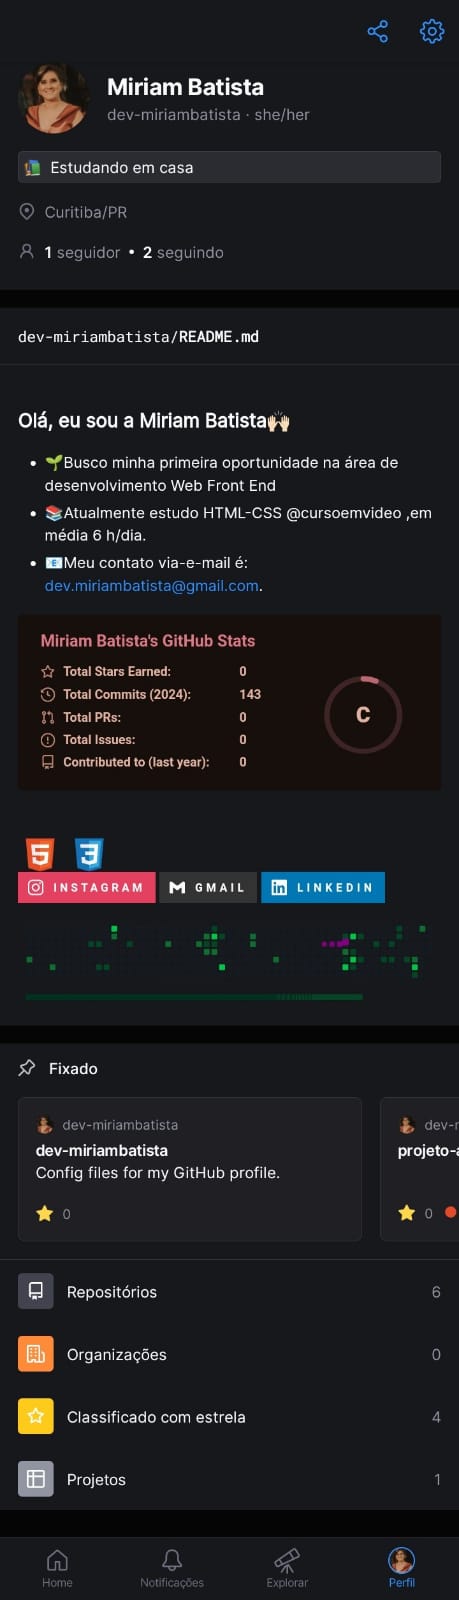 Miriam Batista
dev-miriambatista · she/her
Estudando em casa
Curitiba/PR
1 seguidor • 2 seguindo
dev-miriambatista/README.md
Olá, eu sou a Miriam Batista🙌🏻
• 🌱Busco minha primeira oportunidade na área de
desenvolvimento Web Front End
• 📚Atualmente estudo HTML-CSS @cursoemvideo ,em
média 6 h/dia.
• 📧Meu contato via-e-mail é:
dev.miriambatista@gmail.com.
Miriam Batista's GitHub Stats
Total Stars Earned: 0
Total Commits (2024): 143
Total PRs: 0
Total Issues: 0
Contributed to (last year): 0
C
5 3
INSTAGRAM GMAIL LINKEDIN
Fixado
dev-miriambatista
dev-miriambatista
Config files for my GitHub profile.
0
dev-r
projeto-a
0
Repositórios 6
Organizações 0
Classificado com estrela 4
Projetos 1
Home Notificações Explorar Perfil